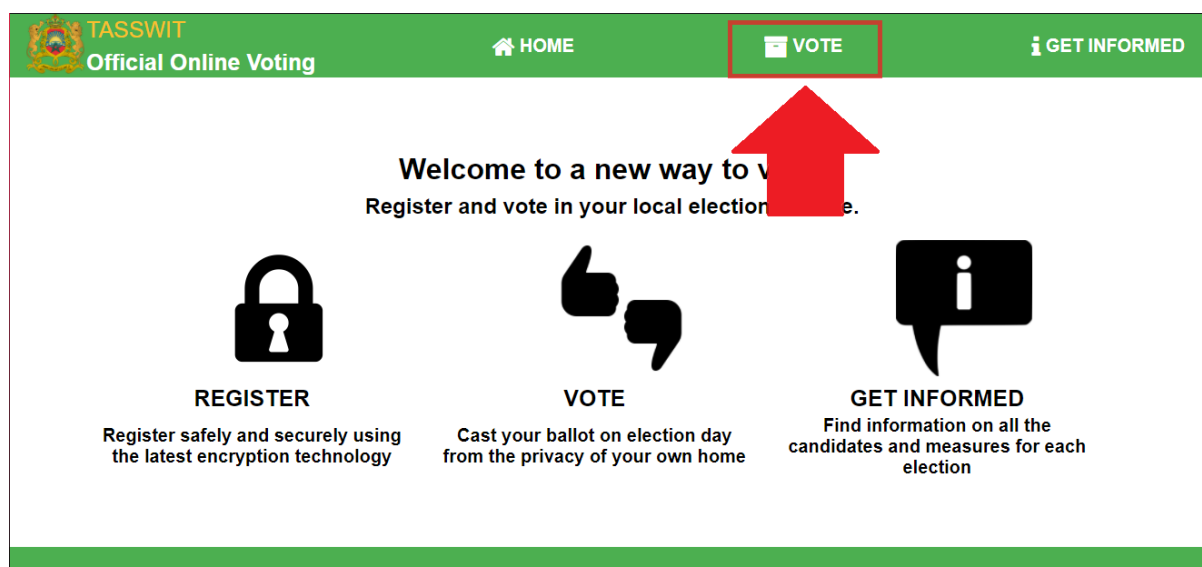 TASSWIT
Official Online Voting
HOME
VOTE
GET INFORMED
Welcome to a new way to
Register and vote in your local election
REGISTER
Register safely and securely using
the latest encryption technology
VOTE
Cast your ballot on election day
from the privacy of your own home
GET INFORMED
Find information on all the
candidates and measures for each
election